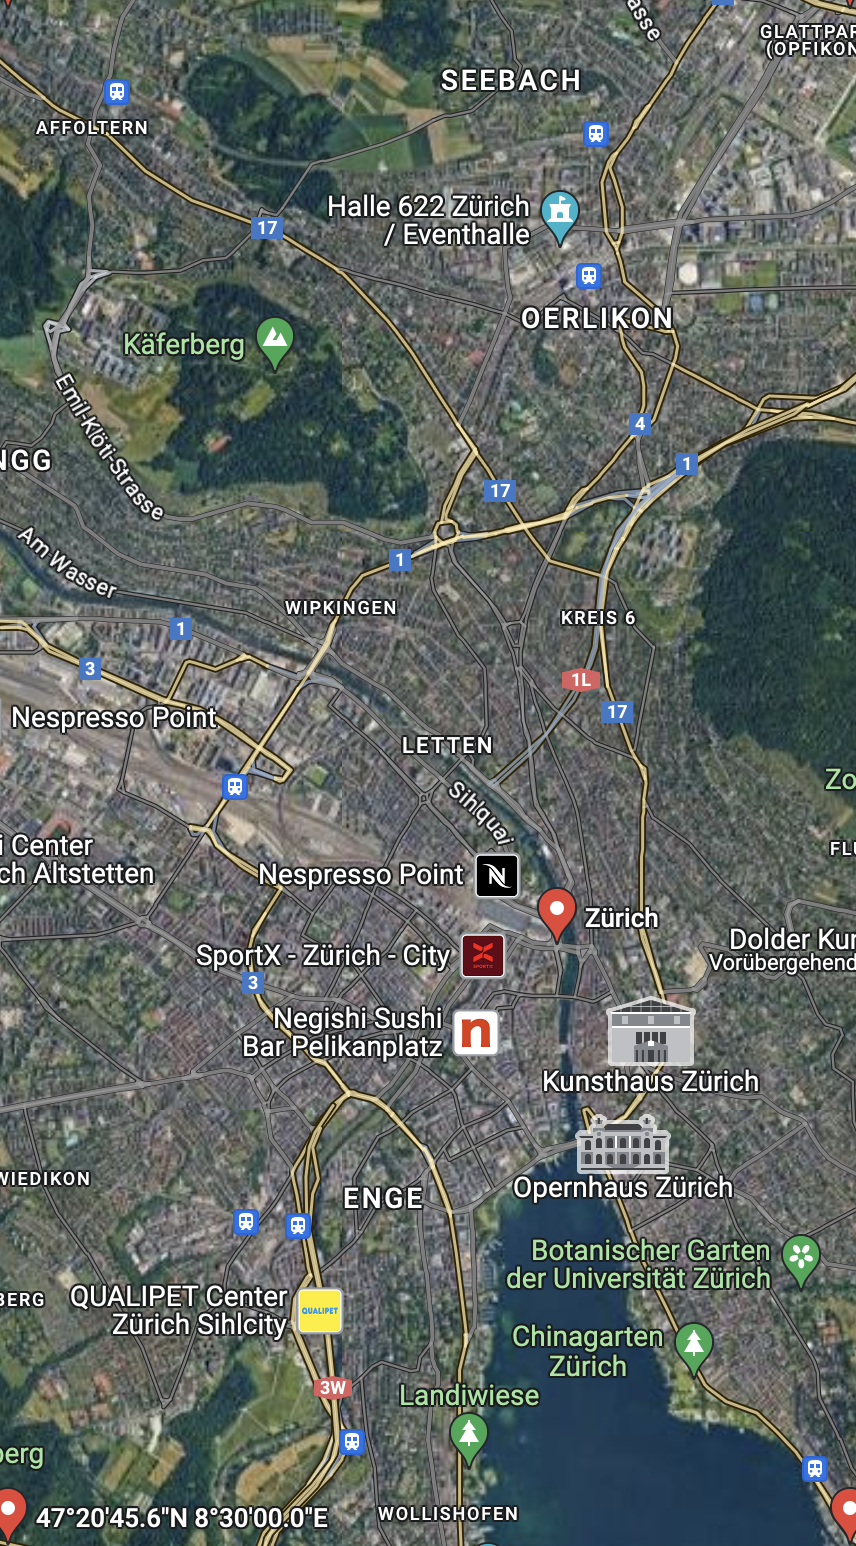 asse
GLATTPAR
(OPFIKON
SEEBACH
AFFOLTERN
Halle 622 Zürich
/ Eventhalle
17
OERLIKON
Käferberg
Emil-Klöti-Strasse
4
NGG
1
17
Am Wasser
1
WIPKINGEN
KREIS 6
1
3
1L
17
Nespresso Point
LETTEN
Zo
Sihlquai
i Center
ch Altstetten
FLU
Nespresso Point
N
Zürich
SportX - Zürich - City
SPORTX
Dolder Kun
Vorübergehend
3
Negishi Sushi
Bar Pelikanplatz
n
Kunsthaus Zürich
WIEDIKON
ENGE
Opernhaus Zürich
Botanischer Garten
der Universität Zürich
BERG
QUALIPET Center
Zürich Sihlcity
QUALIPET
Chinagarten
Zürich
3W
Landiwiese
berg
47°20'45.6"N 8°30'00.0"E
WOLLISHOFEN